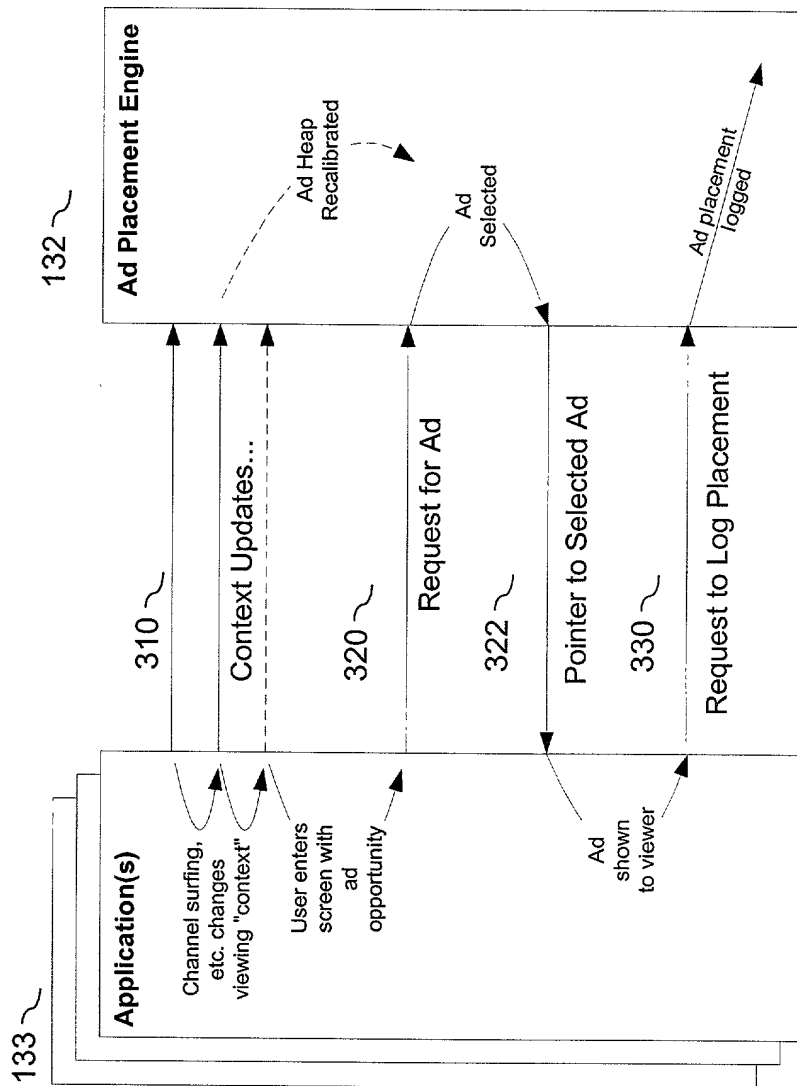 133
Application(s)
Channel surfing,
etc. changes
viewing "context"
User enters
screen with
ad
opportunity
Ad
shown
to viewer
310
Context Updates...
320
Request for Ad
322
Pointer to Selected Ad
330
Request to Log Placement
132
Ad Placement Engine
Ad Heap
Recalibrated
Ad
Selected
Ad placement
logged